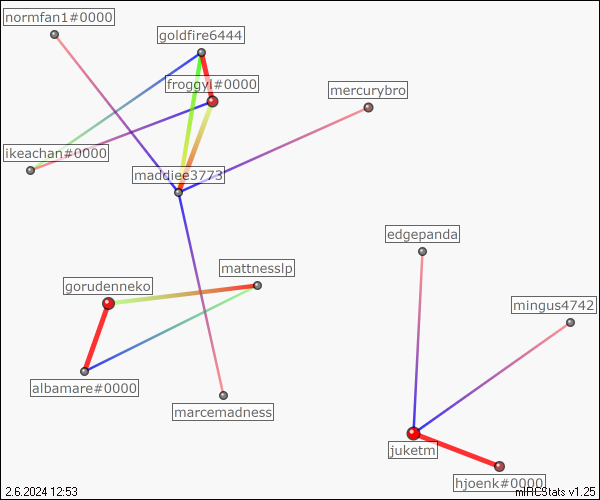 normfan1#0000
goldfire6444
froggyl#0000
mercurybro
ikeachan#0000
maddiee3773
edgepanda
mattnesslp
gorudenneko
mingus4742
albamare#0000
marcemadness
juketm
hjoenk#0000
2.6.2024 12:53
mIRCStats v1.25